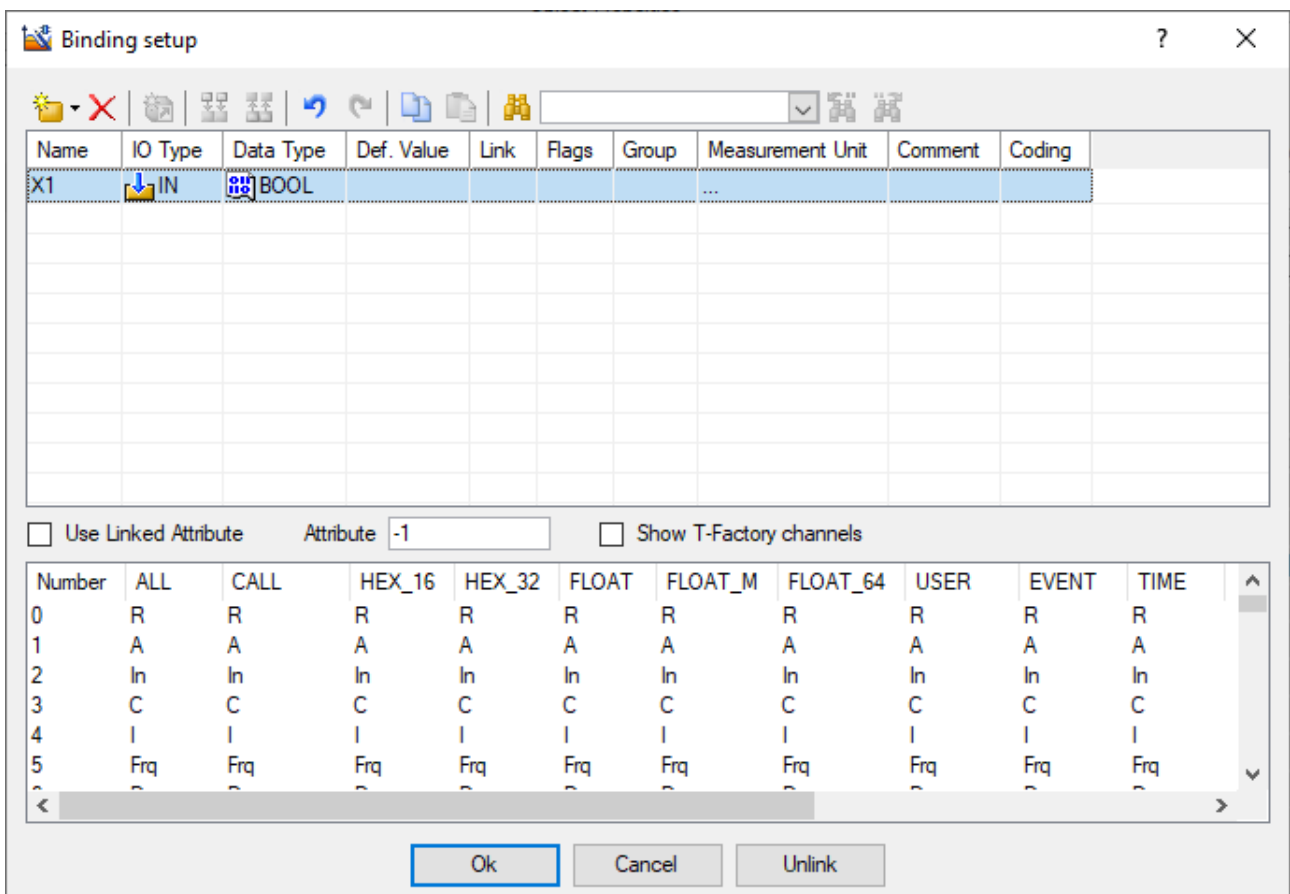 Binding setup
?
Name IO Type Data Type Def. Value Link Flags Group Measurement Unit Comment Coding
X1 IN BOOL ...
Use Linked Attribute Attribute -1 Show T-Factory channels
Number ALL CALL HEX_16 HEX_32 FLOAT FLOAT_M FLOAT_64 USER EVENT TIME
0 R R R R R R R R R R
1 A A A A A A A A A A
2 In In In In In In In In In In
3 C C C C C C C C C C
4 I I I I I I I I I I
5 Frq Frq Frq Frq Frq Frq Frq Frq Frq Frq
Ok Cancel Unlink